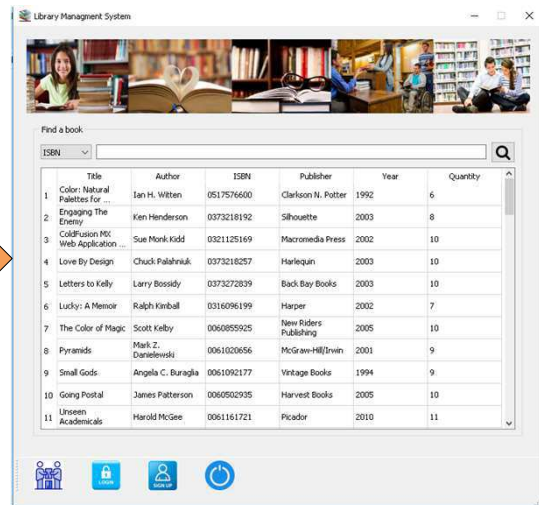 Library Managment System
Find a book
ISBN
Title Author ISBN Publisher Year Quantity
1 Color: Natural Palettes for ... Ian H. Witten 0517576600 Clarkson N. Potter 1992 6
2 Engaging The Enemy Ken Henderson 0373218192 Silhouette 2003 8
3 ColdFusion MX Web Application ... Sue Monk Kidd 0321125169 Macromedia Press 2002 10
4 Love By Design Chuck Palahniuk 0373218257 Harlequin 2003 10
5 Letters to Kelly Larry Bossidy 0373272839 Back Bay Books 2003 10
6 Lucky: A Memoir Ralph Kimball 0316096199 Harper 2002 7
7 The Color of Magic Scott Kelby 0060855925 New Riders Publishing 2005 10
8 Pyramids Mark Z. Danielewski 0061020656 McGraw-Hill/Irwin 2001 9
9 Small Gods Angela C. Buraglia 0061092177 Vintage Books 1994 9
10 Going Postal James Patterson 0060502935 Harvest Books 2005 10
11 Unseen Academicals Harold McGee 0061161721 Picador 2010 11
LOGIN
SIGN UP